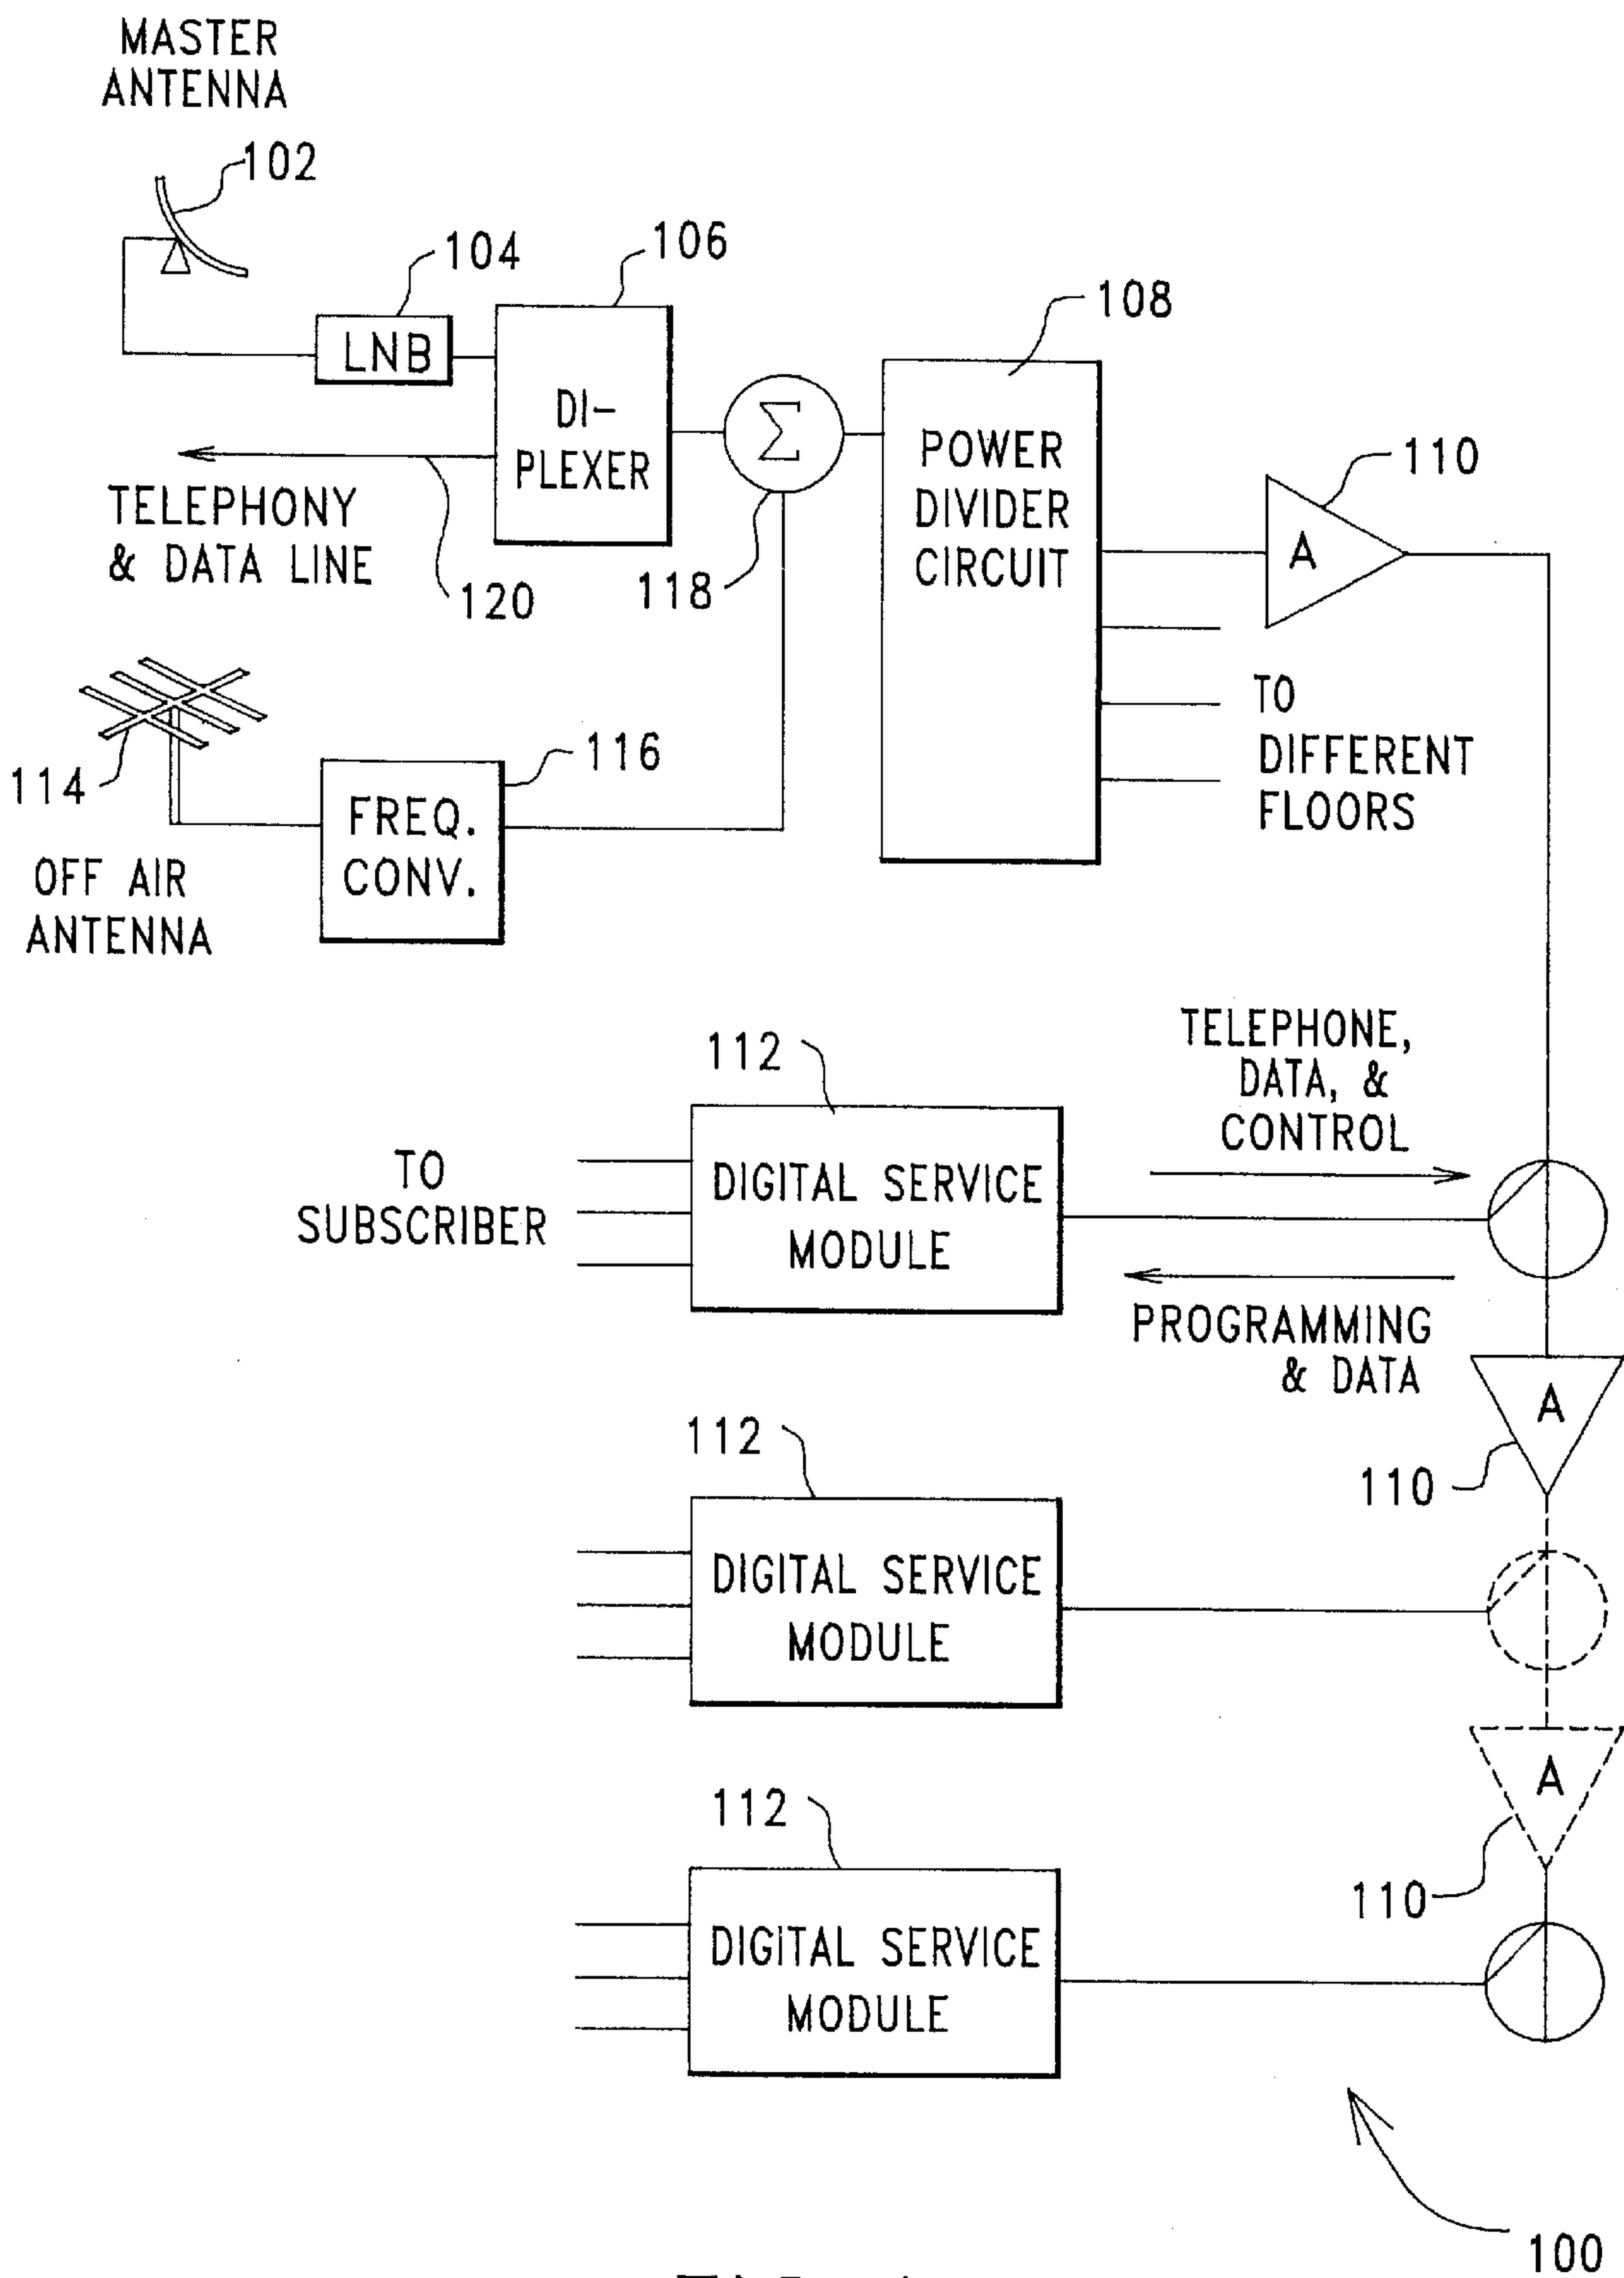 MASTER
ANTENNA
102
104
106
108
LNB
DI-
PLEXER
Σ
POWER
DIVIDER
CIRCUIT
110
A
TELEPHONY
& DATA LINE
120
118
TO
DIFFERENT
FLOORS
114
116
FREQ.
CONV.
OFF AIR
ANTENNA
TELEPHONE,
DATA, &
CONTROL
112
TO
SUBSCRIBER
DIGITAL SERVICE
MODULE
PROGRAMMING
& DATA
A
110
112
DIGITAL SERVICE
MODULE
A
110
112
DIGITAL SERVICE
MODULE
100